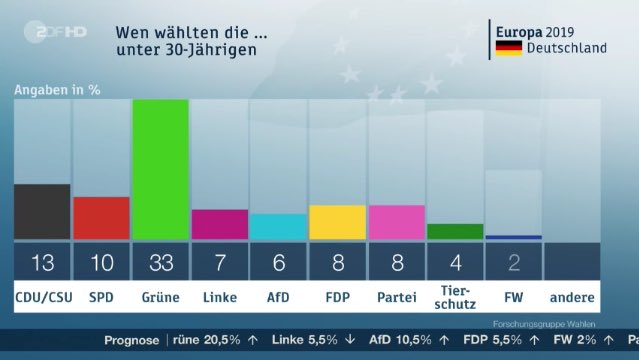 ZDF HD
Wen wählten die ...
unter 30-Jährigen
Europa 2019
Deutschland
Angaben in %
13 10 33 7 6 8 8 4 2
CDU/CSU SPD Grüne Linke AfD FDP Partei Tier- FW andere
schutz
Forschungsgruppe Wahlen
Prognose | rüne 20,5% ↑ Linke 5,5% ↓ AfD 10,5% ↑ FDP 5,5% ↑ FW 2% ↑ Pa